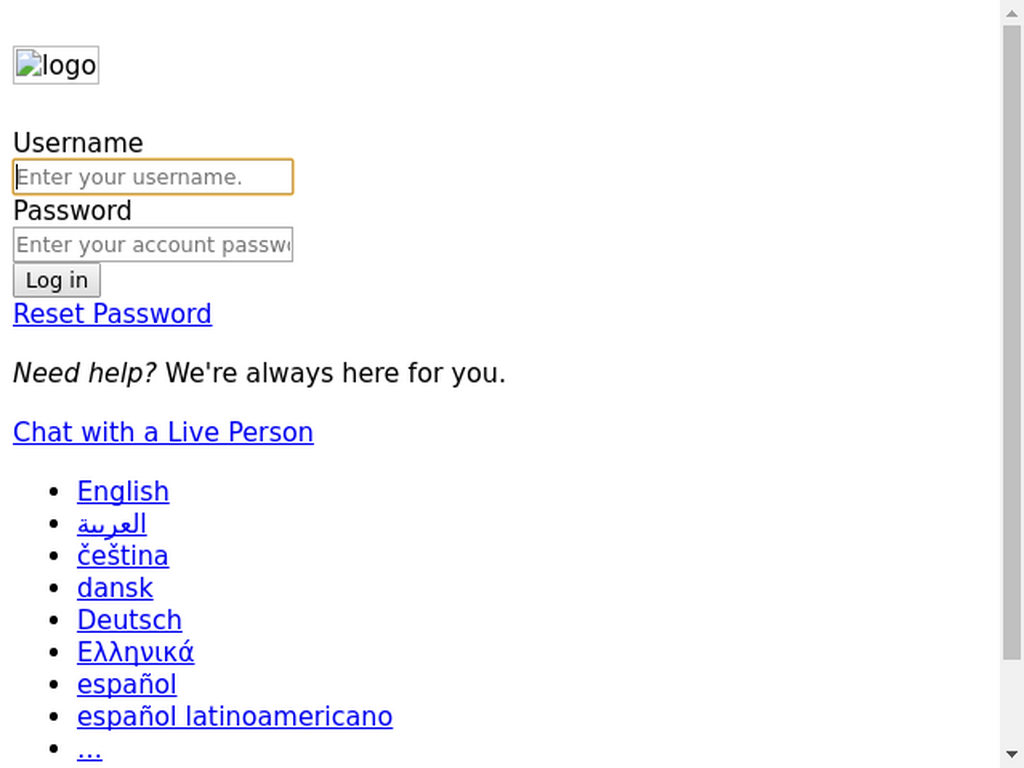 logo
Username
Enter your username.
Password
Enter your account passw
Log in
Reset Password
Need help? We're always here for you.
Chat with a Live Person
English
العربية
čeština
dansk
Deutsch
Ελληνικά
español
español latinoamericano
...